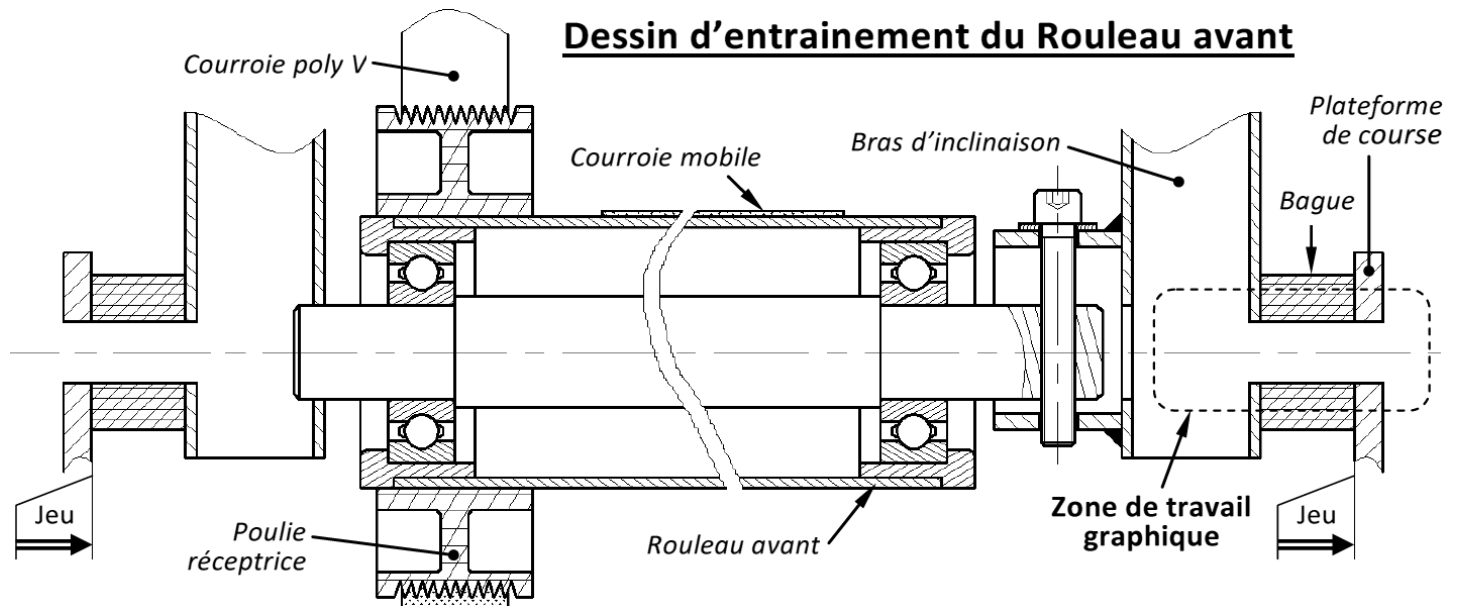 Dessin d’entrainement du Rouleau avant
Courroie poly V
Plateforme
de course
Bras d’inclinaison
Courroie mobile
Bague
Zone de travail
graphique
Jeu
Jeu
Poulie
réceptrice
Rouleau avant